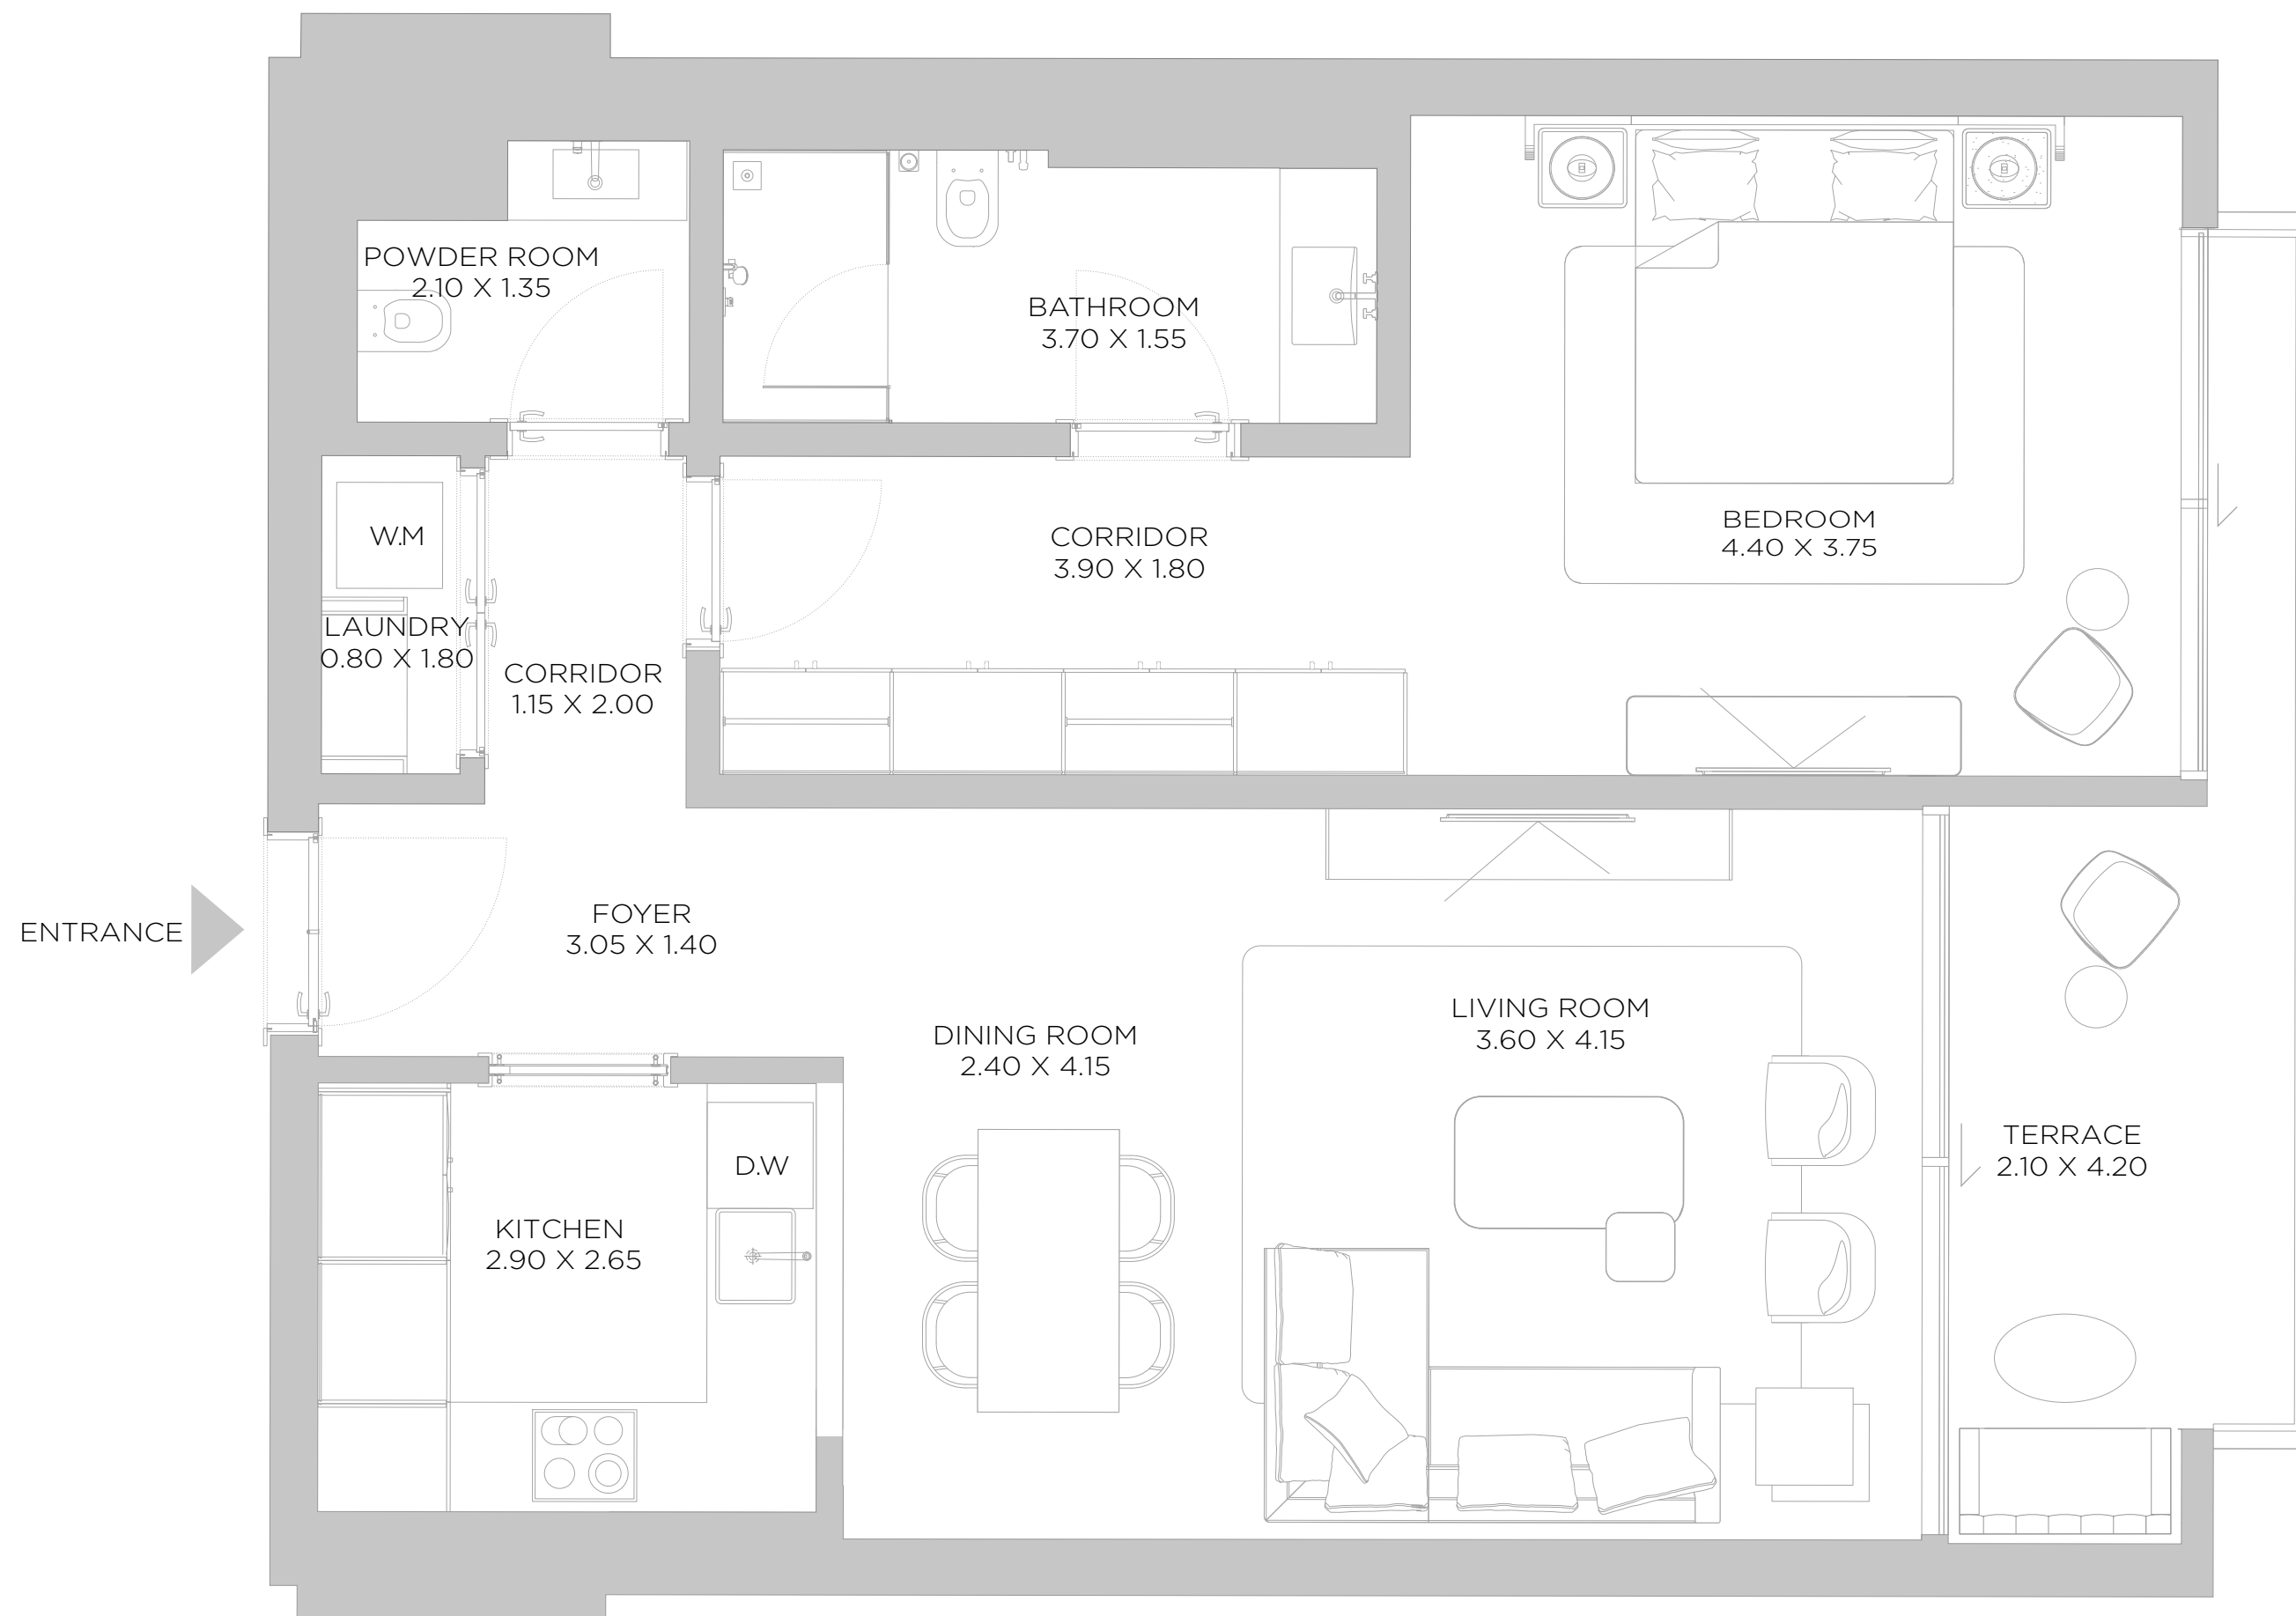 POWDER ROOM
2.10 X 1.35
BATHROOM
3.70 X 1.55
W.M
LAUNDRY
0.80 X 1.80
CORRIDOR
1.15 X 2.00
CORRIDOR
3.90 X 1.80
BEDROOM
4.40 X 3.75
ENTRANCE
FOYER
3.05 X 1.40
DINING ROOM
2.40 X 4.15
LIVING ROOM
3.60 X 4.15
TERRACE
2.10 X 4.20
D.W
KITCHEN
2.90 X 2.65